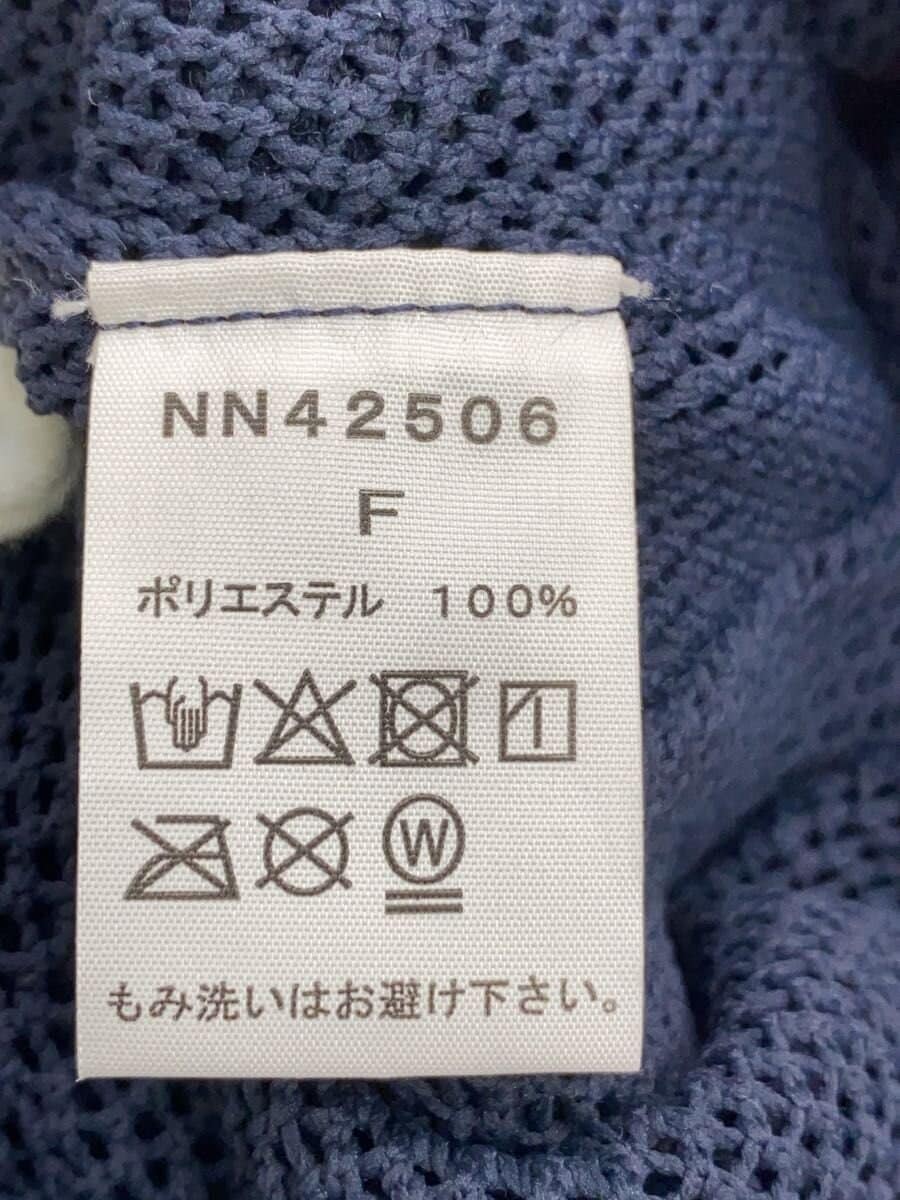 NN42506
F
ポリエステル 100%
W
もみ洗いはお避け下さい。